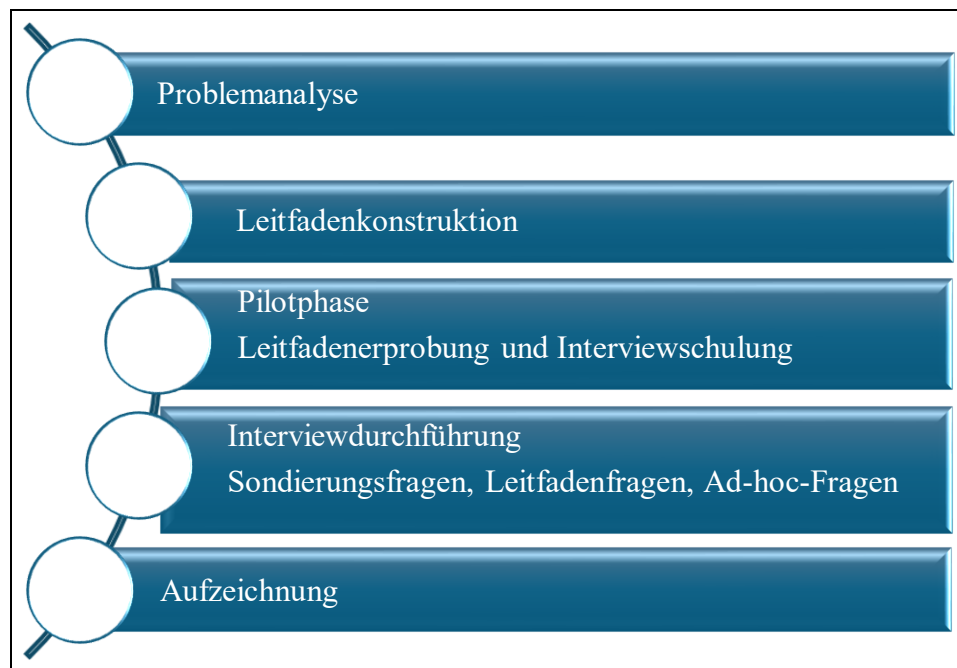 Problemanalyse
Leitfadenkonstruktion
Pilotphase
Leitfadenerprobung und Interviewschulung
Interviewdurchführung
Sondierungsfragen, Leitfadenfragen, Ad-hoc-Fragen
Aufzeichnung